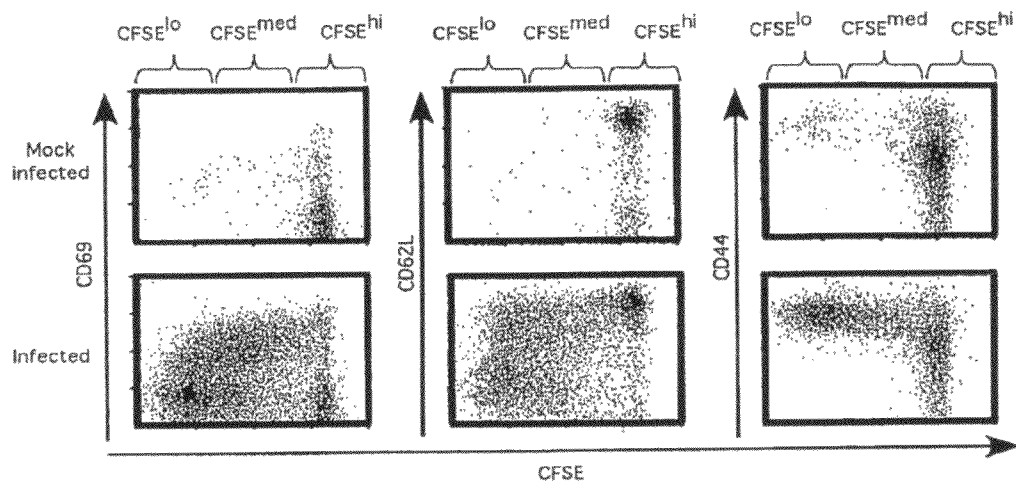 CFSElo CFSEmed CFSEhi CFSElo CFSEmed CFSEhi CFSElo CFSEmed CFSEhi
Mock
infected
CD69
CD62L
CD44
Infected
CFSE